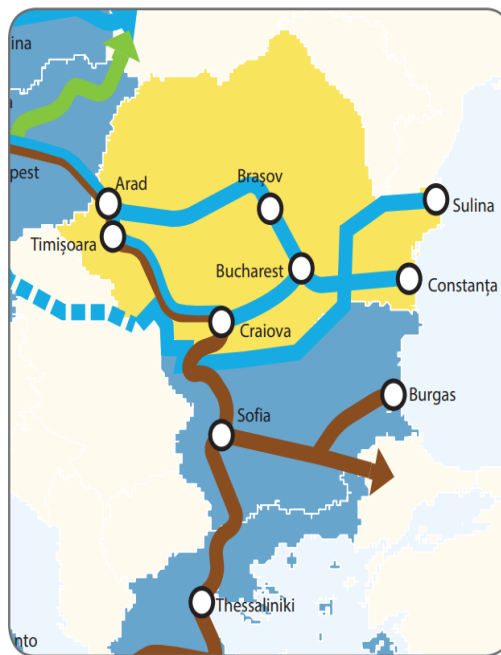 ina
a
pest
Arad
Brașov
Sulina
Timișoara
Bucharest
Constanța
Craiova
Burgas
Sofia
Thessaliniki
nto